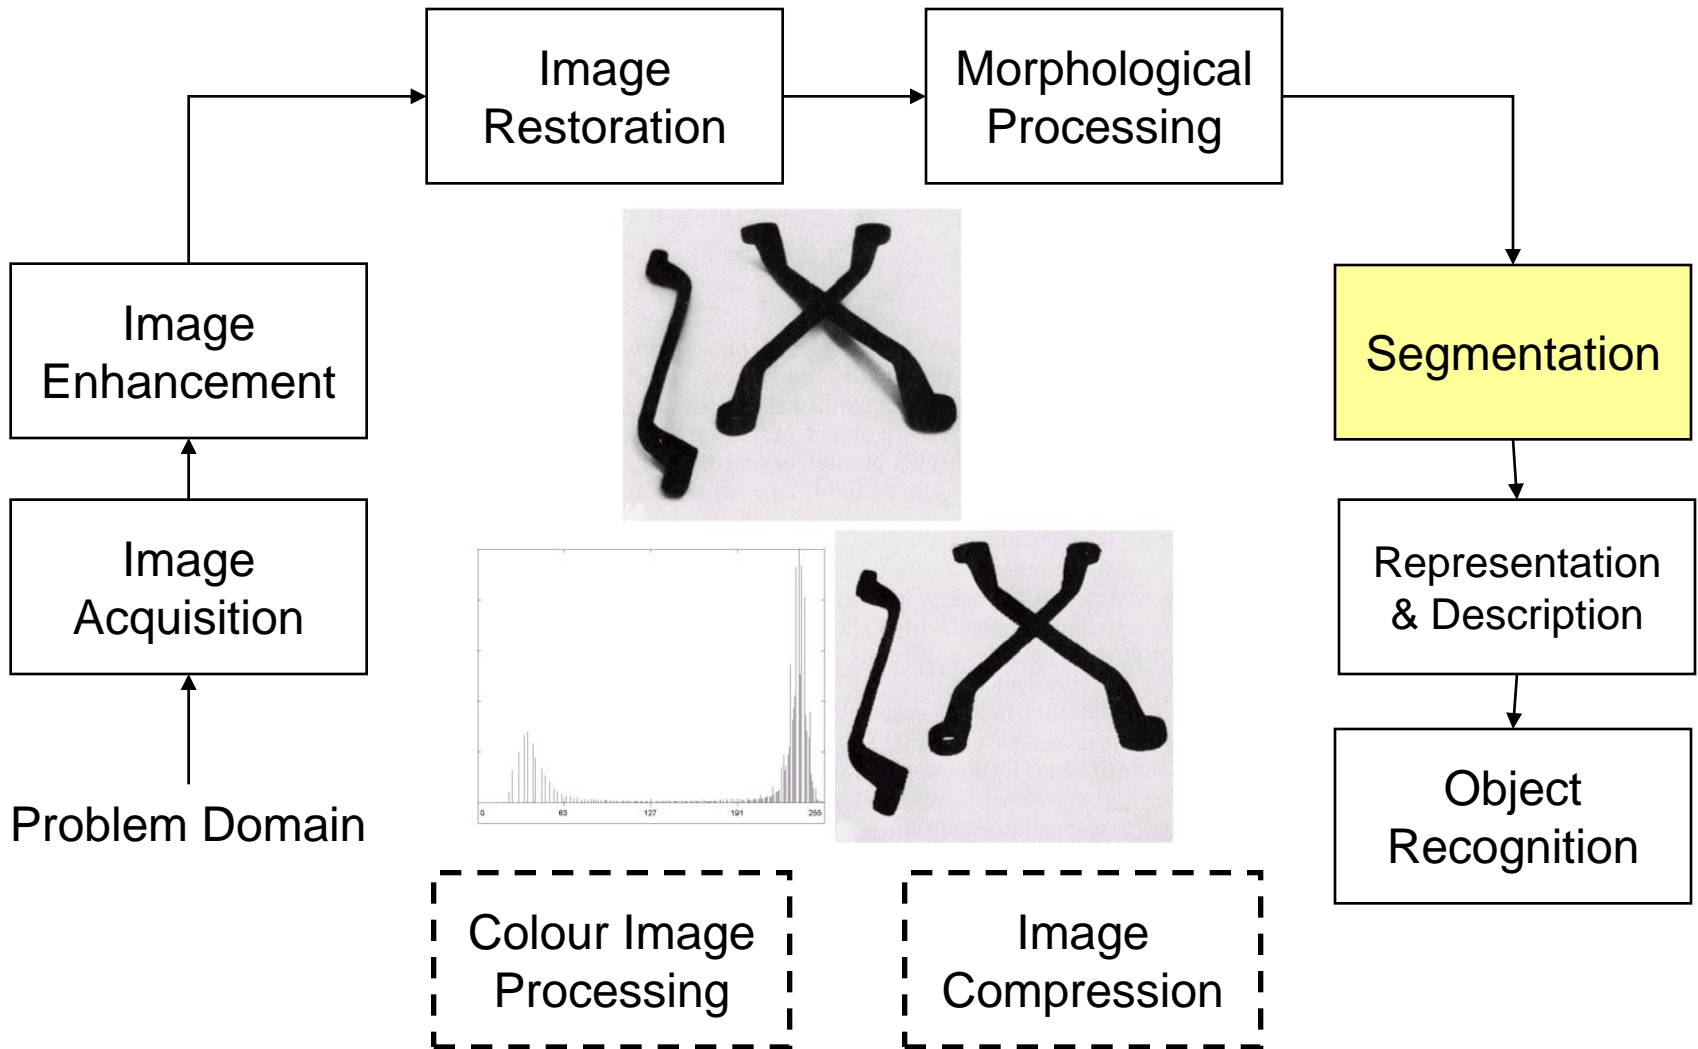 Image
Restoration
Morphological
Processing
Image
Enhancement
Segmentation
Image
Acquisition
Representation
& Description
Problem Domain
Object
Recognition
0 63 127 191 255
Colour Image
Processing
Image
Compression